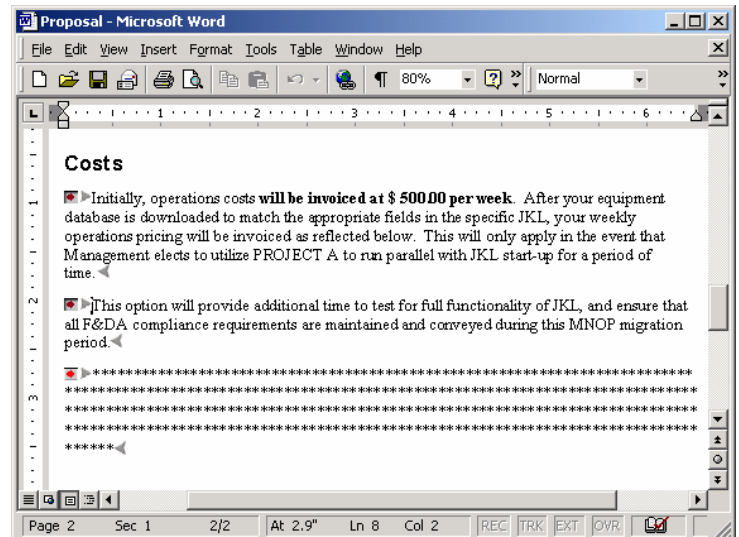 Proposal - Microsoft Word
File Edit View Insert Format Tools Table Window Help
80% Normal
1 2 3 4 5 6
Costs
Initially, operations costs will be invoiced at $ 500.00 per week. After your equipment
database is downloaded to match the appropriate fields in the specific JKL, your weekly
operations pricing will be invoiced as reflected below. This will only apply in the event that
Management elects to utilize PROJECT A to run parallel with JKL start-up for a period of
time.
This option will provide additional time to test for full functionality of JKL, and ensure that
all F&DA compliance requirements are maintained and conveyed during this MNOP migration
period.
****************************************************************************
********************************************************************************
********************************************************************************
********************************************************************************
******
Page 2 Sec 1 2/2 At 2.9" Ln 8 Col 2 REC TRK EXT OVR